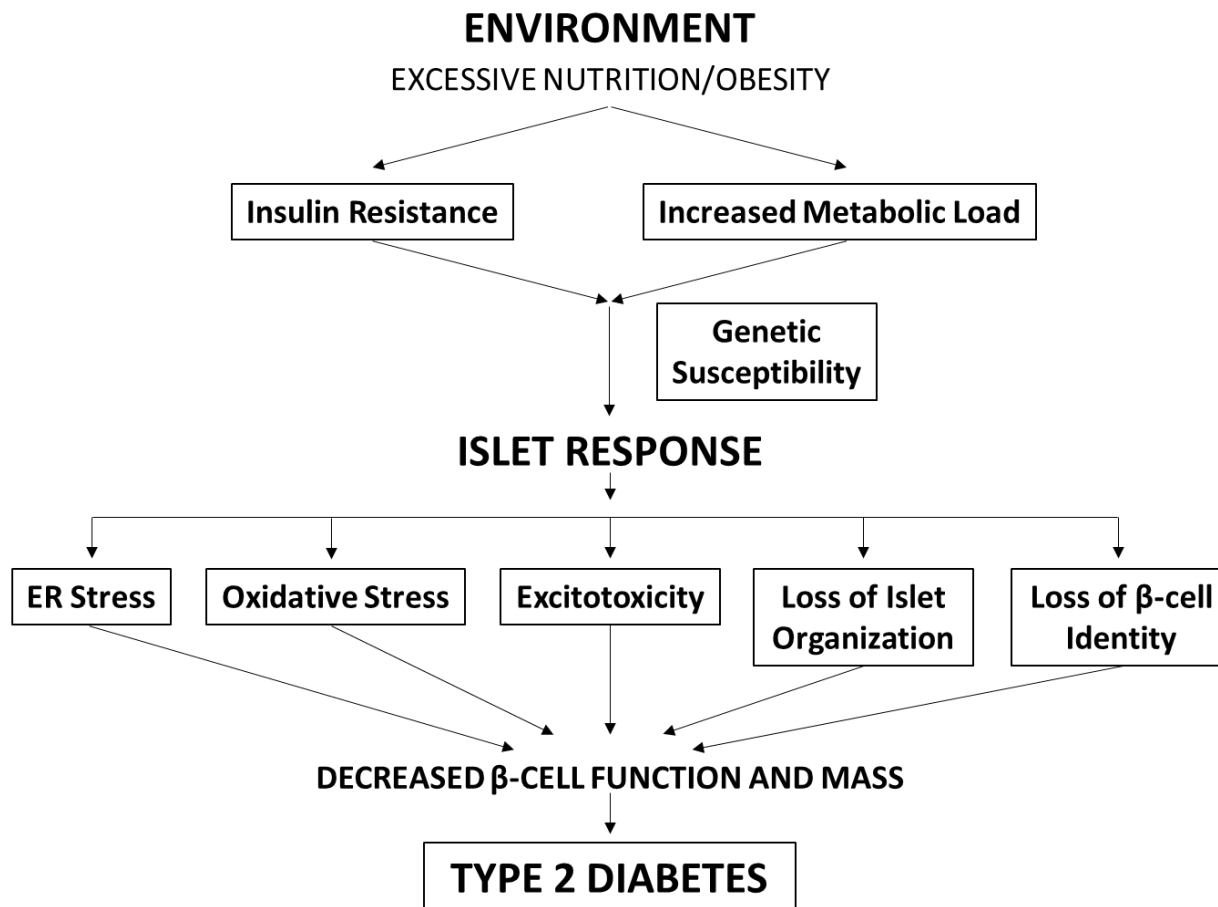 ENVIRONMENT
EXCESSIVE NUTRITION/OBESITY
Insulin Resistance
Increased Metabolic Load
Genetic
Susceptibility
ISLET RESPONSE
ER Stress
Oxidative Stress
Excitotoxicity
Loss of Islet
Organization
Loss of β-cell
Identity
DECREASED β-CELL FUNCTION AND MASS
TYPE 2 DIABETES